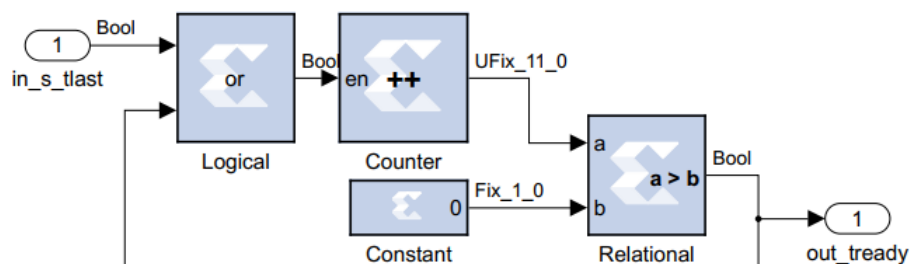 Bool
1
in_s_tlast
or
Logical
Bool
en
++
Counter
UFix_11_0
0
Constant
Fix_1_0
a
b
a > b
Relational
Bool
1
out_tready